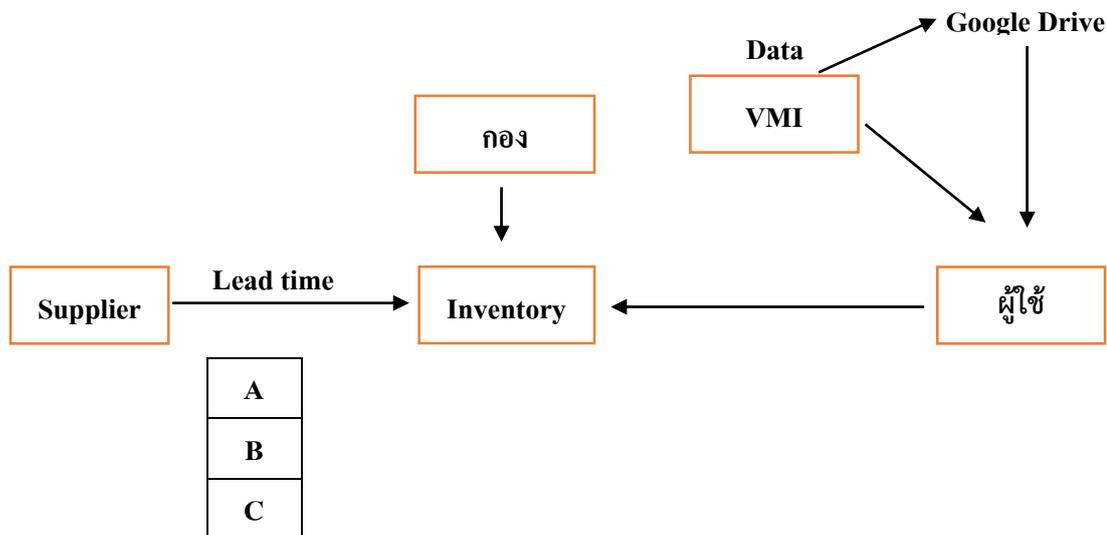 Google Drive
Data
VMI
กอง
Lead time
Supplier
Inventory
ผู้ใช้
A
B
C